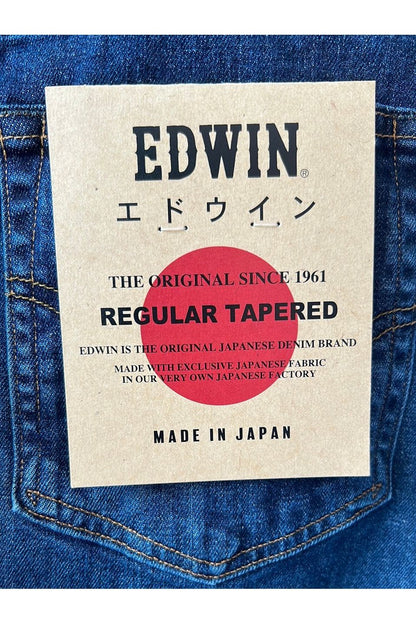 EDWIN®
エドウイン
THE ORIGINAL SINCE 1961
REGULAR TAPERED
EDWIN IS THE ORIGINAL JAPANESE DENIM BRAND
MADE WITH EXCLUSIVE JAPANESE FABRIC
IN OUR VERY OWN JAPANESE FACTORY
MADE IN JAPAN